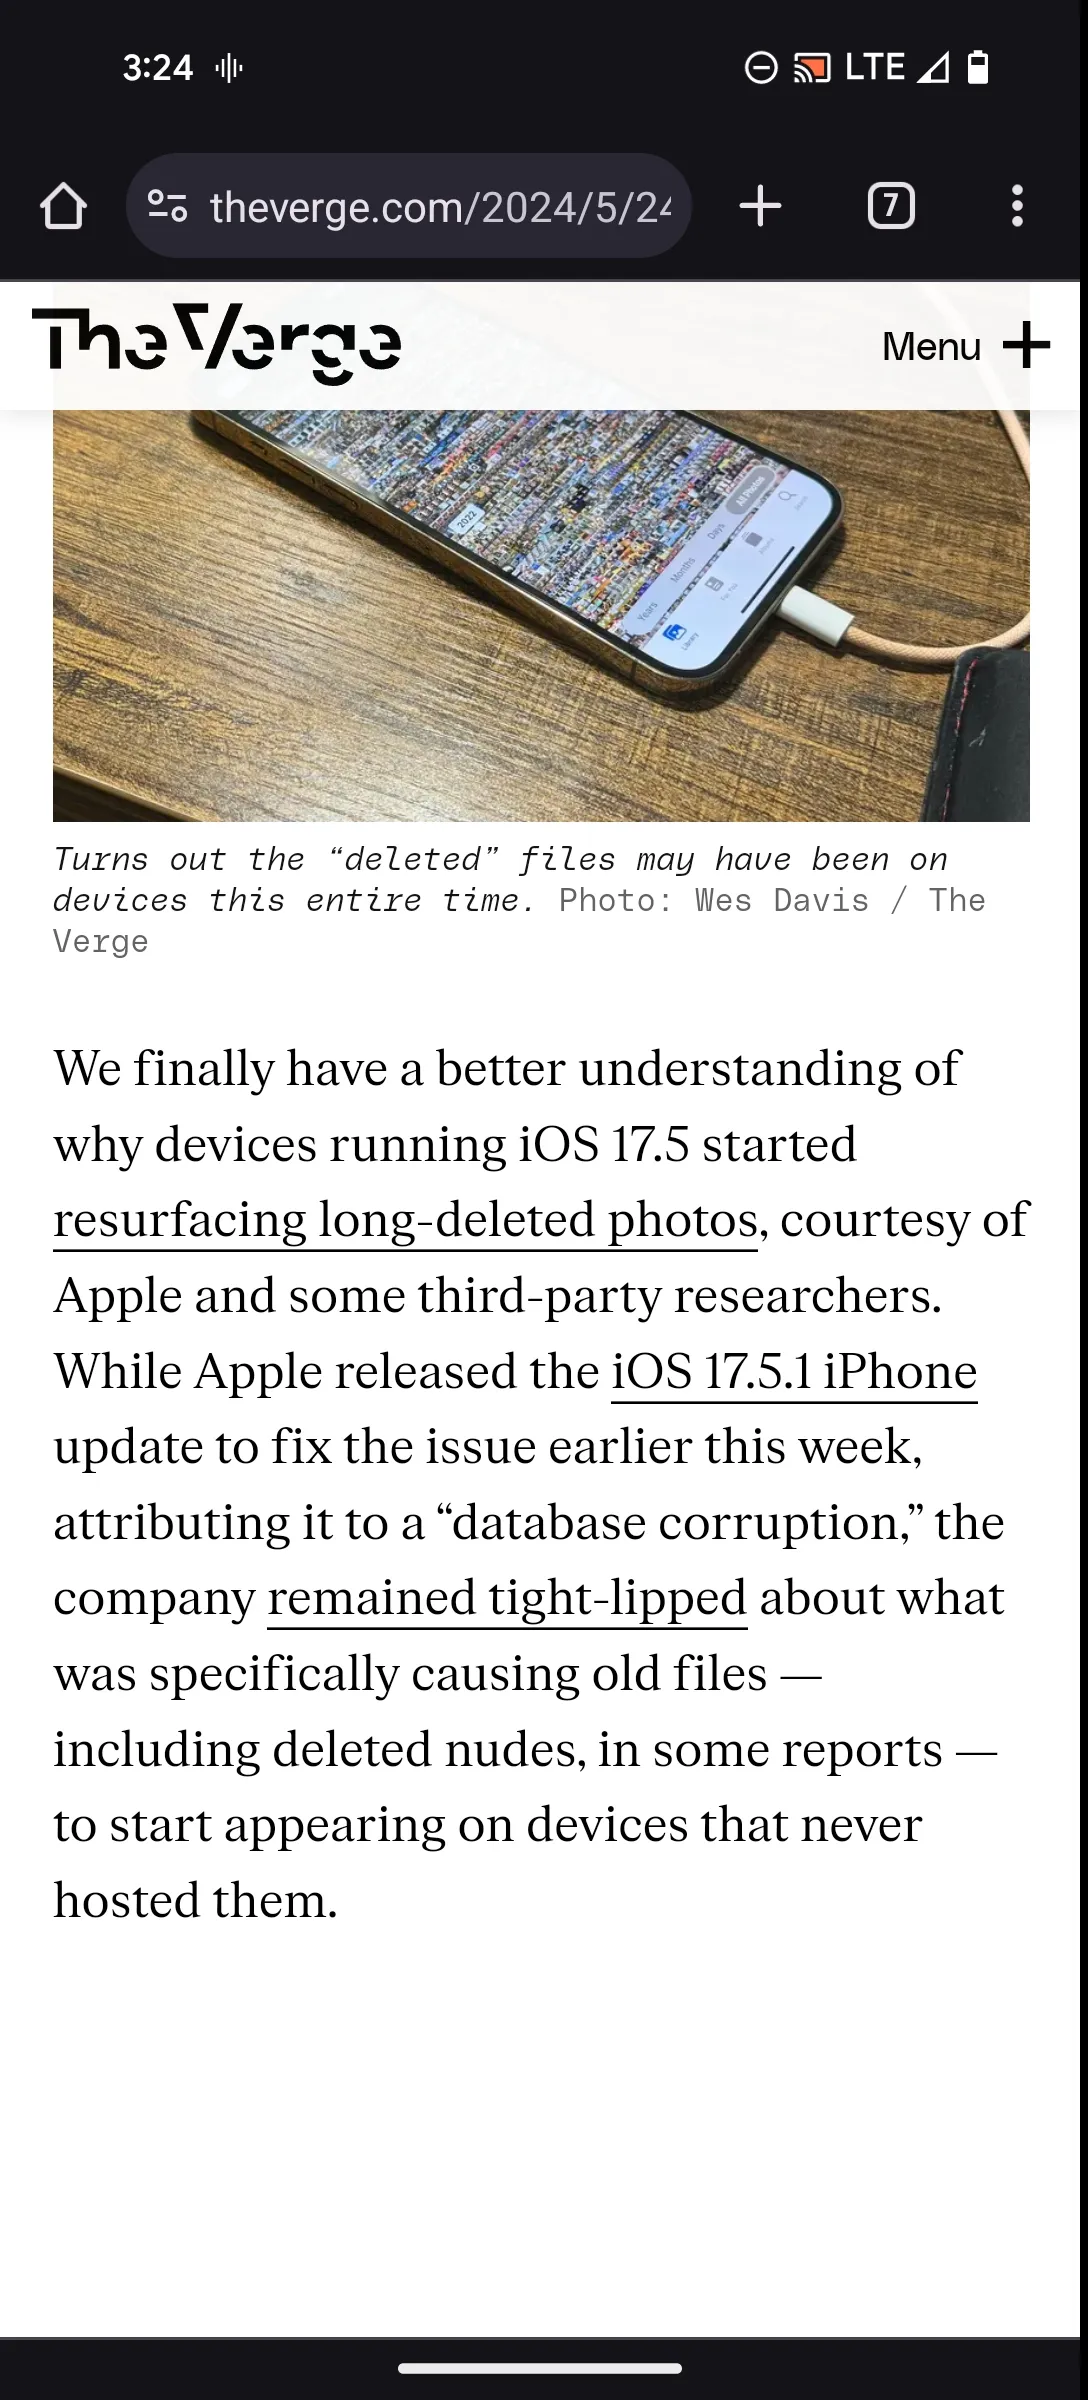 3:24
LTE
theverge.com/2024/5/24
7
The Verge
Menu
2022
All Photos
Days
Months
Years
Search
Library
Turns out the “deleted” files may have been on
devices this entire time. Photo: Wes Davis / The
Verge
We finally have a better understanding of
why devices running iOS 17.5 started
resurfacing long-deleted photos, courtesy of
Apple and some third-party researchers.
While Apple released the iOS 17.5.1 iPhone
update to fix the issue earlier this week,
attributing it to a “database corruption,” the
company remained tight-lipped about what
was specifically causing old files —
including deleted nudes, in some reports —
to start appearing on devices that never
hosted them.